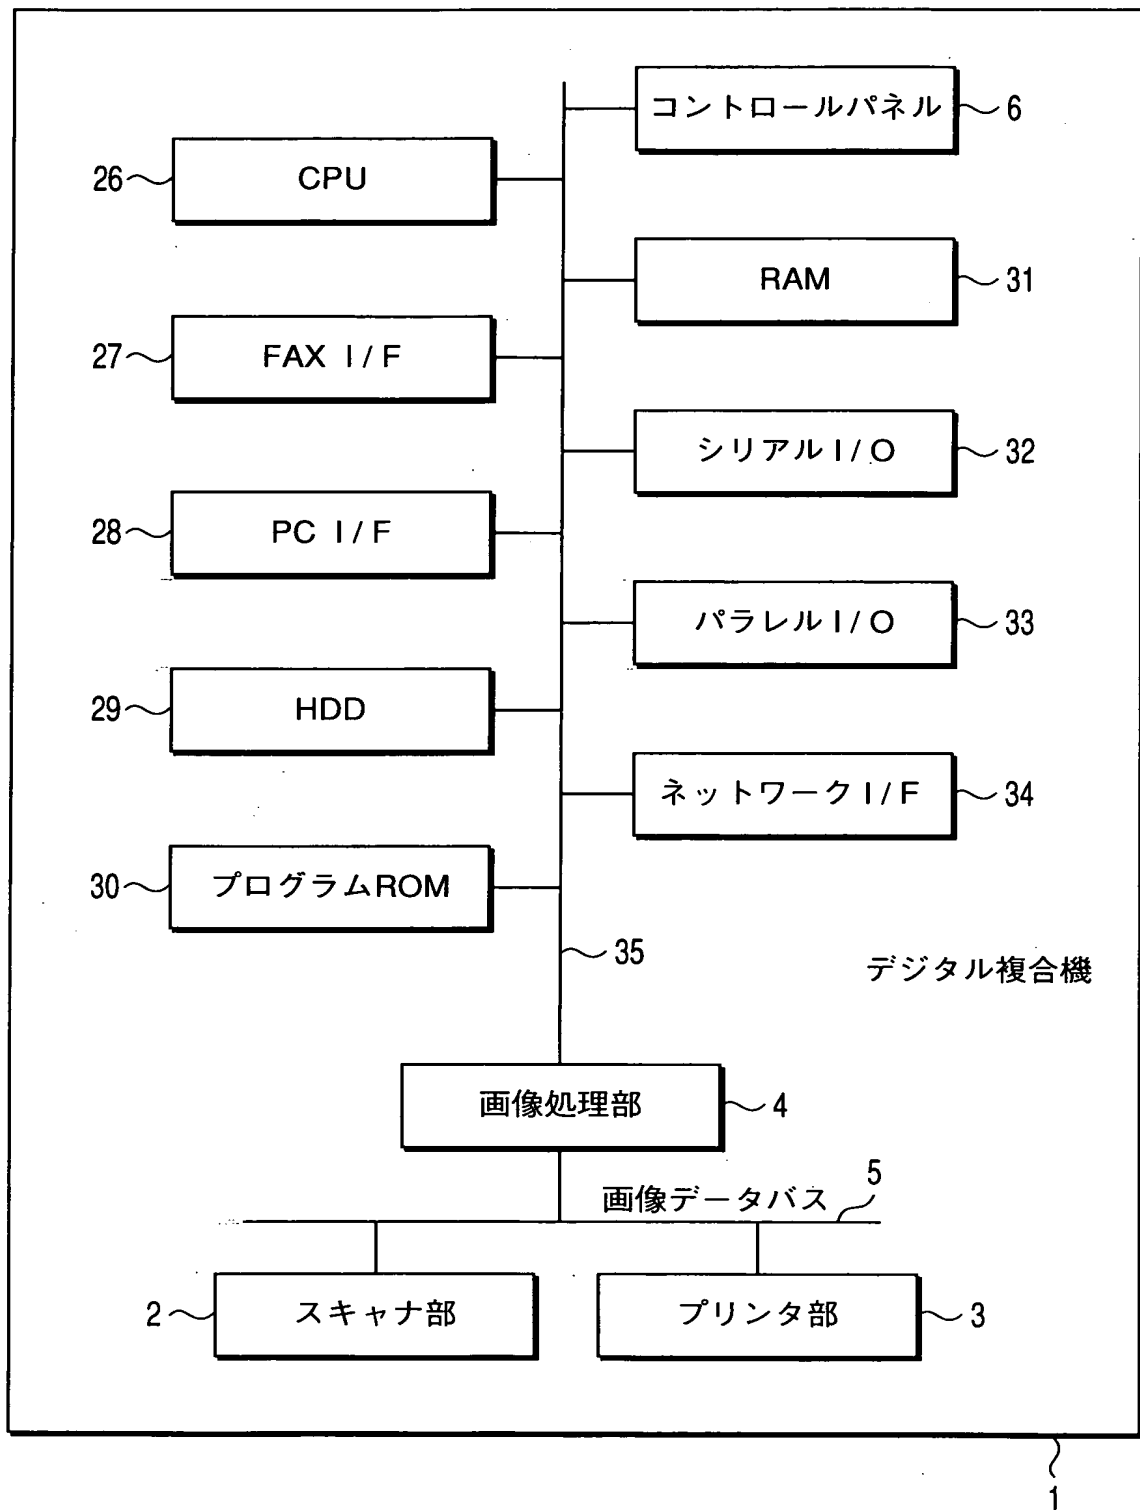 コントロールパネル 6
26 CPU
RAM 31
27 FAX I/F
シリアル I/O 32
28 PC I/F
パラレル I/O 33
29 HDD
ネットワーク I/F 34
30 プログラムROM
35
デジタル複合機
画像処理部 4
画像データバス 5
2 スキャナ部
プリンタ部 3
1